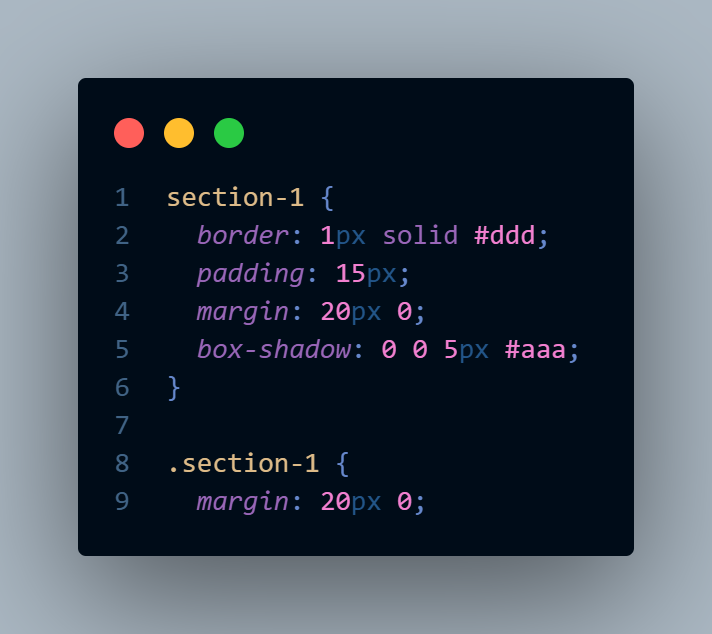 1 section-1 {
2   border: 1px solid #ddd;
3   padding: 15px;
4   margin: 20px 0;
5   box-shadow: 0 0 5px #aaa;
6 }
7
8 .section-1 {
9   margin: 20px 0;